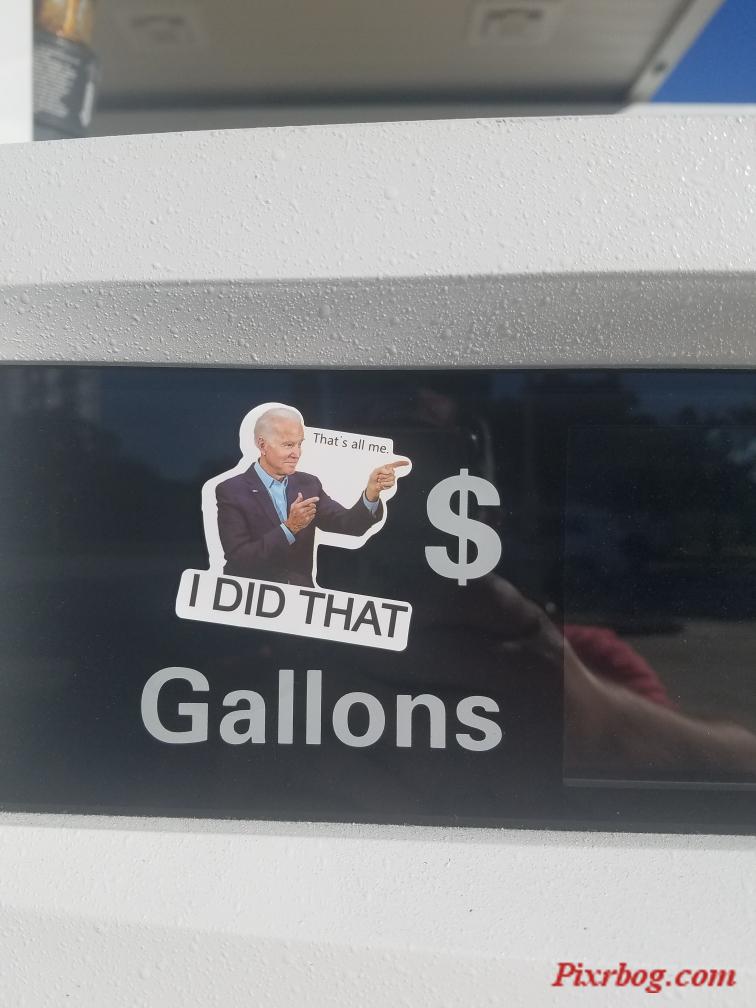 That's all me.
$
I DID THAT
Gallons
Pixrbog.com